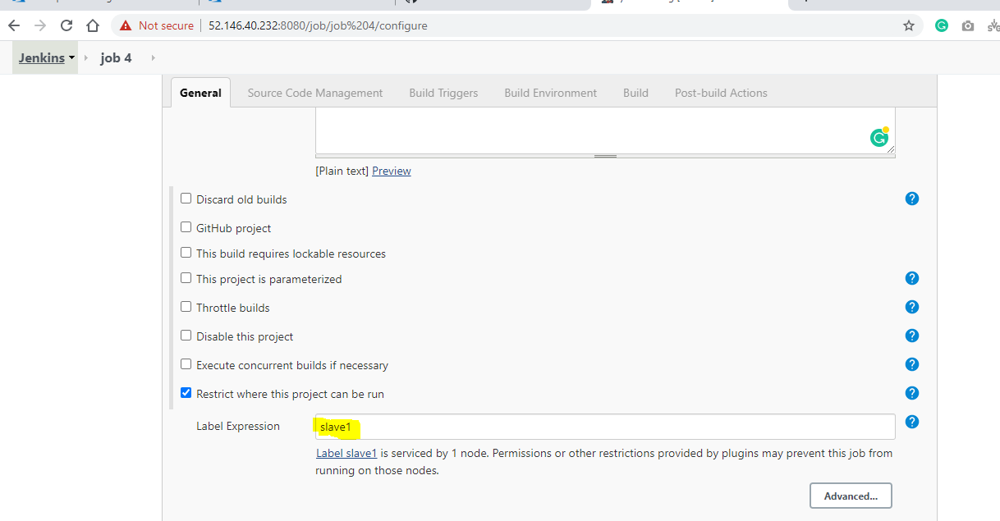 Not secure | 52.146.40.232:8080/job/job%204/configure
Jenkins job 4
General Source Code Management Build Triggers Build Environment Build Post-build Actions
[Plain text] Preview
Discard old builds
GitHub project
This build requires lockable resources
This project is parameterized
Throttle builds
Disable this project
Execute concurrent builds if necessary
Restrict where this project can be run
Label Expression slave1
Label slave1 is serviced by 1 node. Permissions or other restrictions provided by plugins may prevent this job from
running on those nodes.
Advanced...